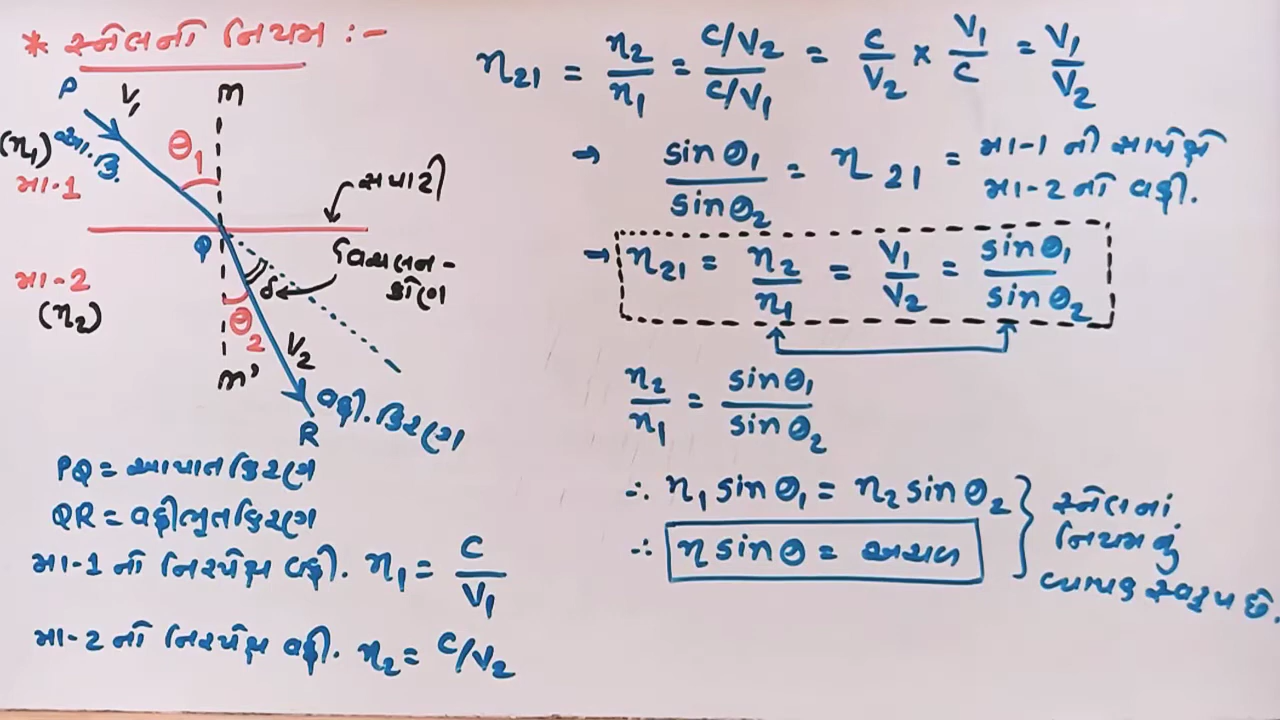 * સ્નેલનો નિયમ :-
P
V₁
M
(n₁)
આ.કિ.
θ₁
મા-1
સપાટી
Q
વિચલન-
કોણ
δ
મા-2
(n₂)
θ₂
V₂
M'
વક્રી.કિરણ
R
PQ = આપાતકિરણ
QR = વક્રીભૂતકિરણ
મા-1 નો નિરપેક્ષ વક્રી. n₁ = C/V₁
મા-2 નો નિરપેક્ષ વક્રી. n₂ = C/V₂
n₂₁ = n₂/n₁ = (C/V₂)/(C/V₁) = C/V₂ × V₁/C = V₁/V₂
→ sinθ₁/sinθ₂ = n₂₁ = મા-1 ની સાપેક્ષે
મા-2 નો વક્રી.
→ n₂₁ = n₂/n₁ = V₁/V₂ = sinθ₁/sinθ₂
n₂/n₁ = sinθ₁/sinθ₂
∴ n₁ sinθ₁ = n₂ sinθ₂
∴ n sinθ = અચળ
સ્નેલનાં
નિયમનું
વ્યાપક સ્વરૂપ છે.